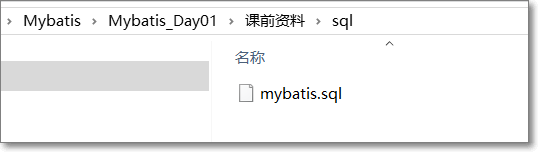 Mybatis > Mybatis_Day01 > 课前资料 > sql
名称
mybatis.sql